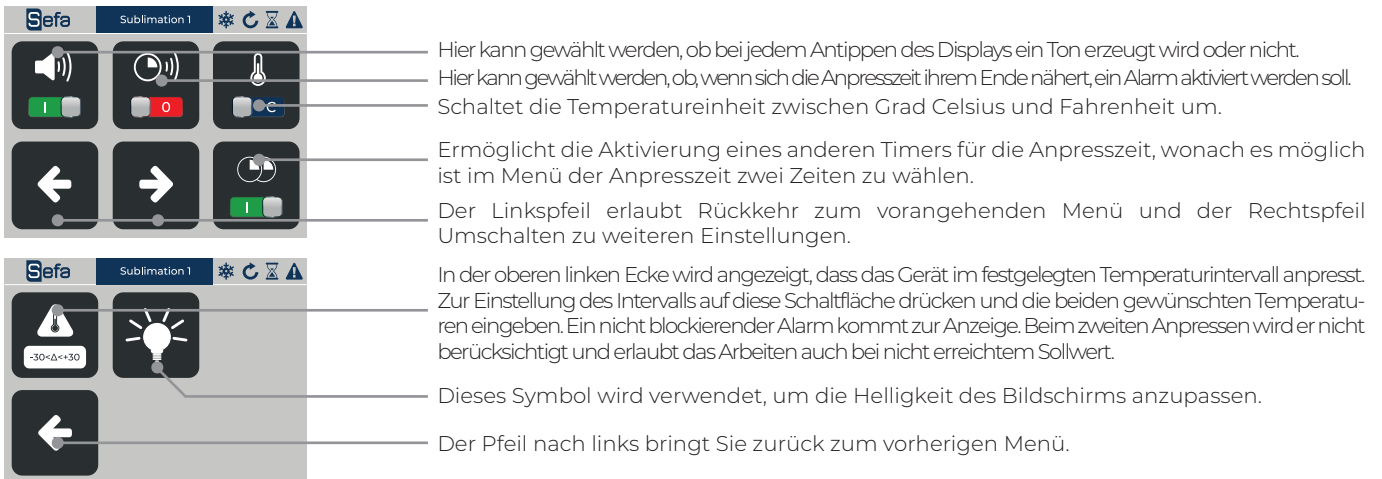 Sefa Sublimation 1
I 0 C
I
Hier kann gewählt werden, ob bei jedem Antippen des Displays ein Ton erzeugt wird oder nicht.
Hier kann gewählt werden, ob, wenn sich die Anpresszeit ihrem Ende nähert, ein Alarm aktiviert werden soll.
Schaltet die Temperatureinheit zwischen Grad Celsius und Fahrenheit um.
Ermöglicht die Aktivierung eines anderen Timers für die Anpresszeit, wonach es möglich
ist im Menü der Anpresszeit zwei Zeiten zu wählen.
Der Linkspfeil erlaubt Rückkehr zum vorangehenden Menü und der Rechtspfeil
Umschalten zu weiteren Einstellungen.
Sefa Sublimation 1
-30<Δ<+30
In der oberen linken Ecke wird angezeigt, dass das Gerät im festgelegten Temperaturintervall anpresst.
Zur Einstellung des Intervalls auf diese Schaltfläche drücken und die beiden gewünschten Temperatu-
ren eingeben. Ein nicht blockierender Alarm kommt zur Anzeige. Beim zweiten Anpressen wird er nicht
berücksichtigt und erlaubt das Arbeiten auch bei nicht erreichtem Sollwert.
Dieses Symbol wird verwendet, um die Helligkeit des Bildschirms anzupassen.
Der Pfeil nach links bringt Sie zurück zum vorherigen Menü.